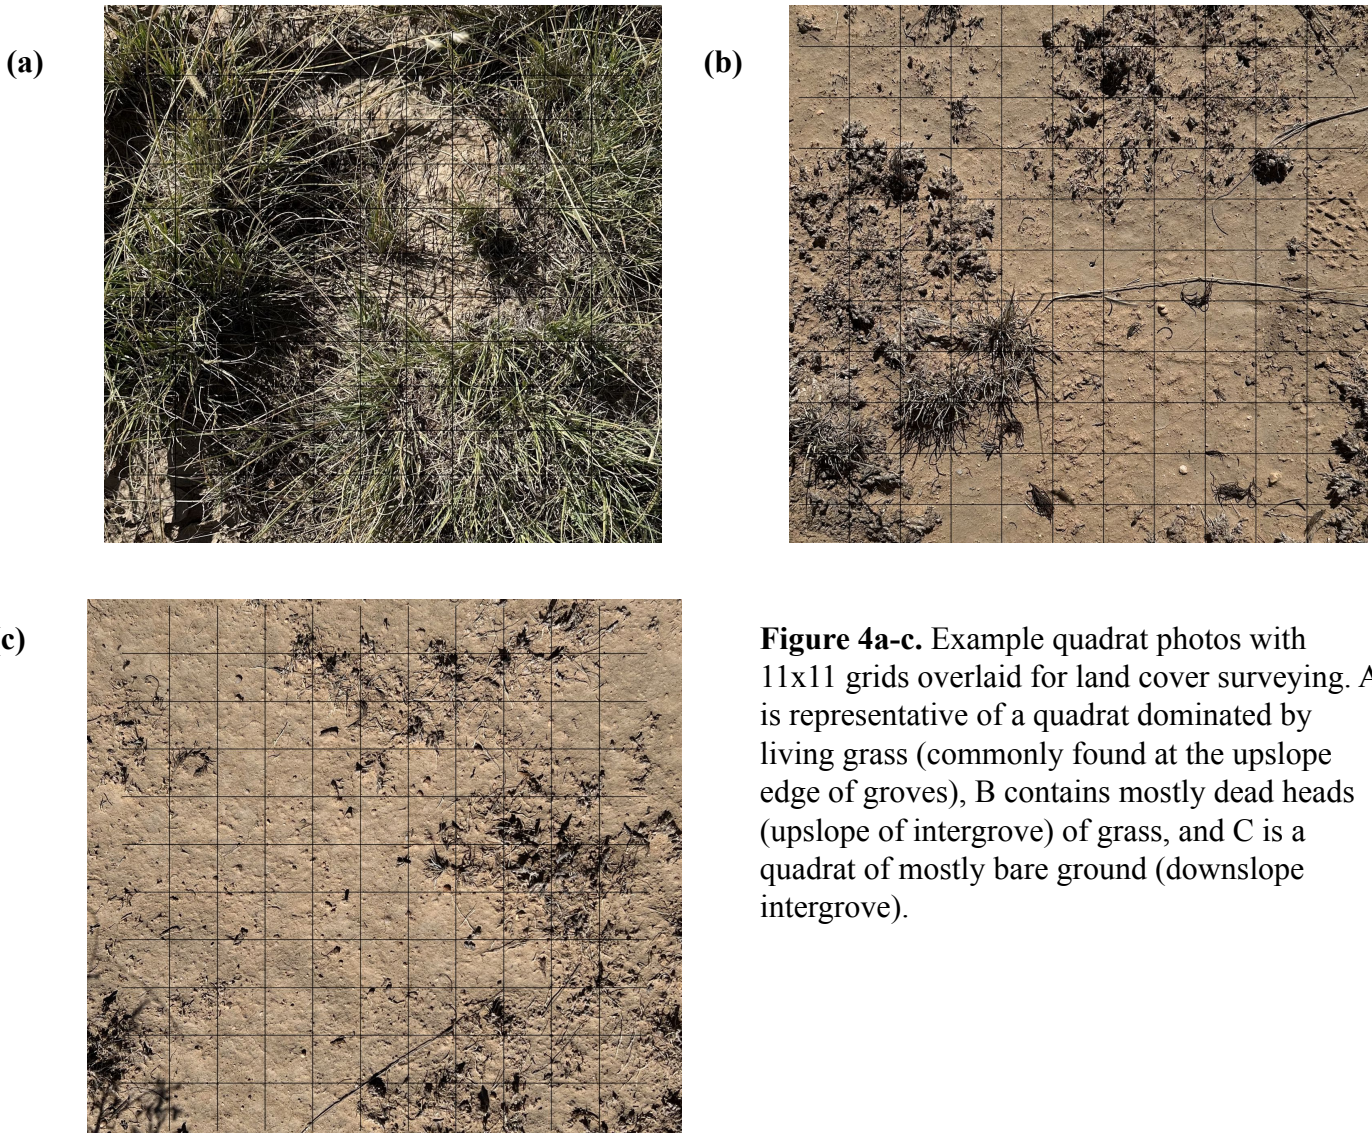 (a)
(b)
c)
Figure 4a-c. Example quadrat photos with
11x11 grids overlaid for land cover surveying. A
is representative of a quadrat dominated by
living grass (commonly found at the upslope
edge of groves), B contains mostly dead heads
(upslope of intergrove) of grass, and C is a
quadrat of mostly bare ground (downslope
intergrove).